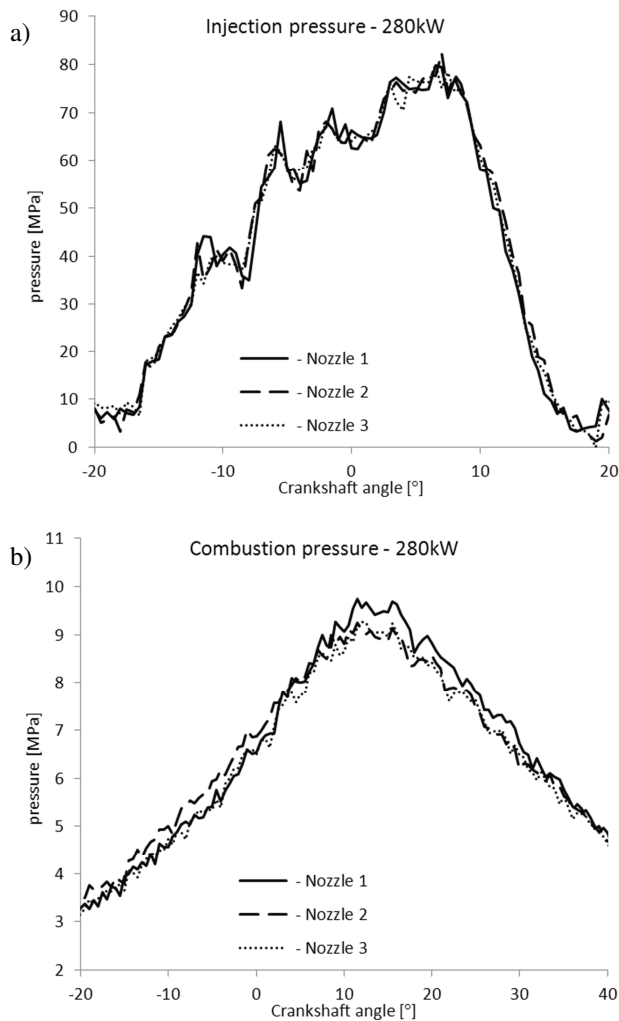 a)
Injection pressure - 280kW
90
80
70
60
50
40
30
20
10
0
pressure [MPa]
- Nozzle 1
- Nozzle 2
- Nozzle 3
-20 -10 0 10 20
Crankshaft angle [°]
b)
Combustion pressure - 280kW
11
10
9
8
7
6
5
4
3
2
pressure [MPa]
- Nozzle 1
- Nozzle 2
- Nozzle 3
-20 -10 0 10 20 30 40
Crankshaft angle [°]